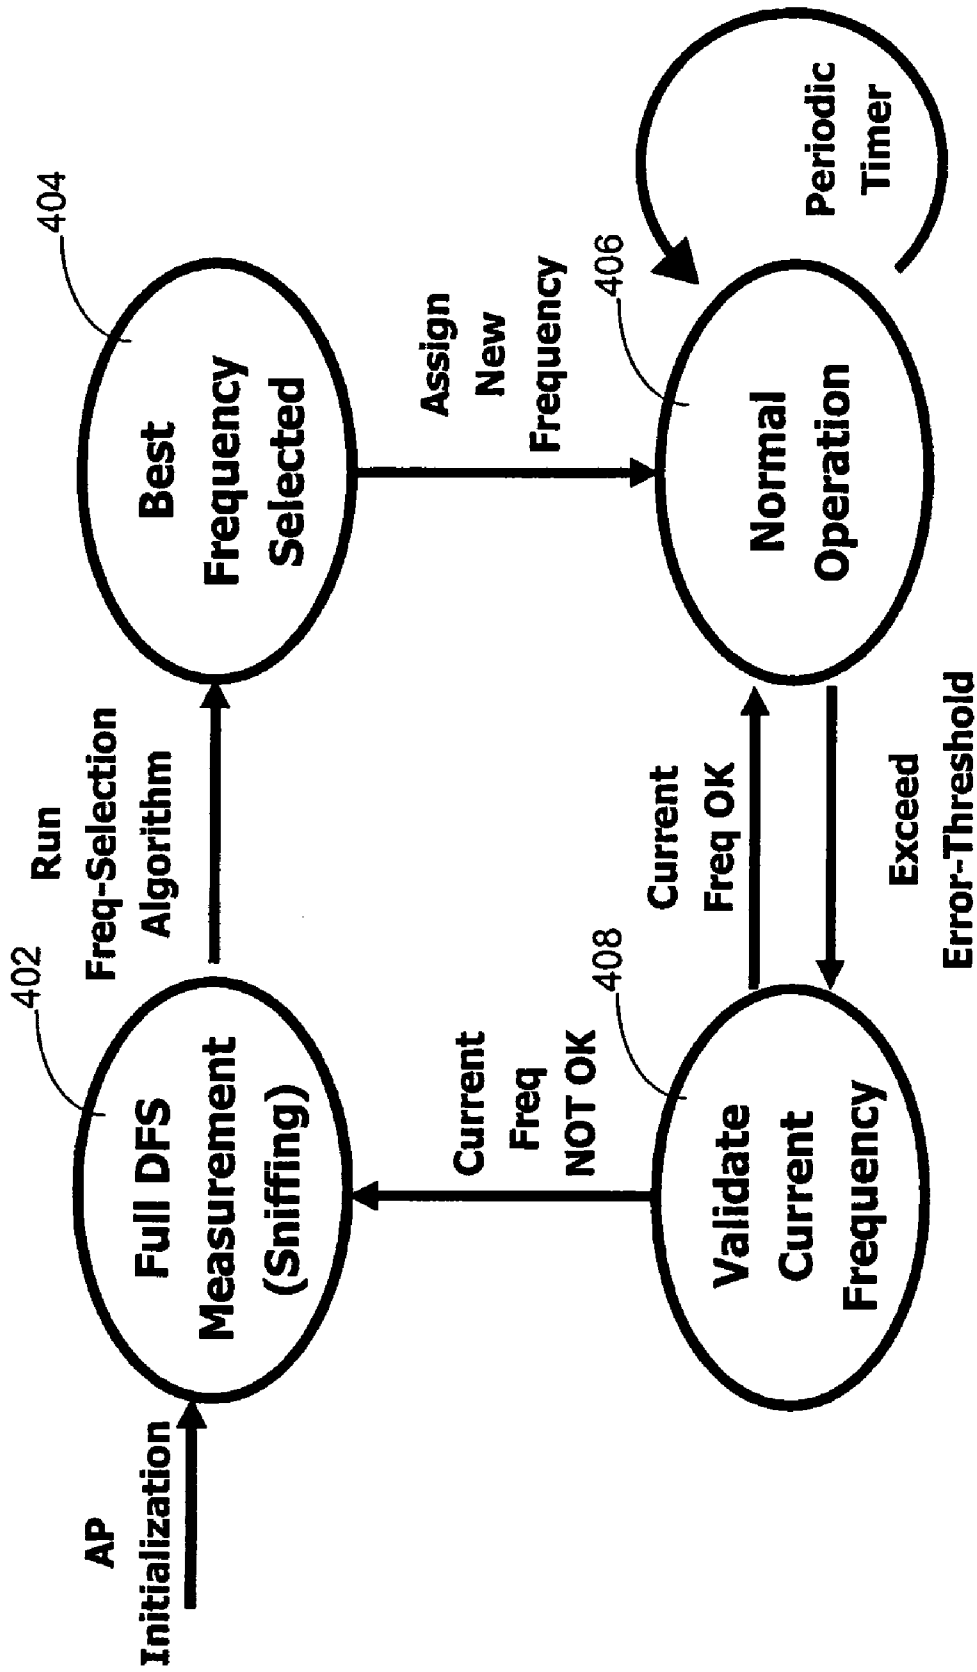 AP
Initialization
402
Full DFS
Measurement
(Sniffing)
Run
Freq-Selection
Algorithm
404
Best
Frequency
Selected
Current
Freq
NOT OK
Assign
New
Frequency
408
Validate
Current
Frequency
Current
Freq OK
Exceed
Error-Threshold
406
Normal
Operation
Periodic
Timer